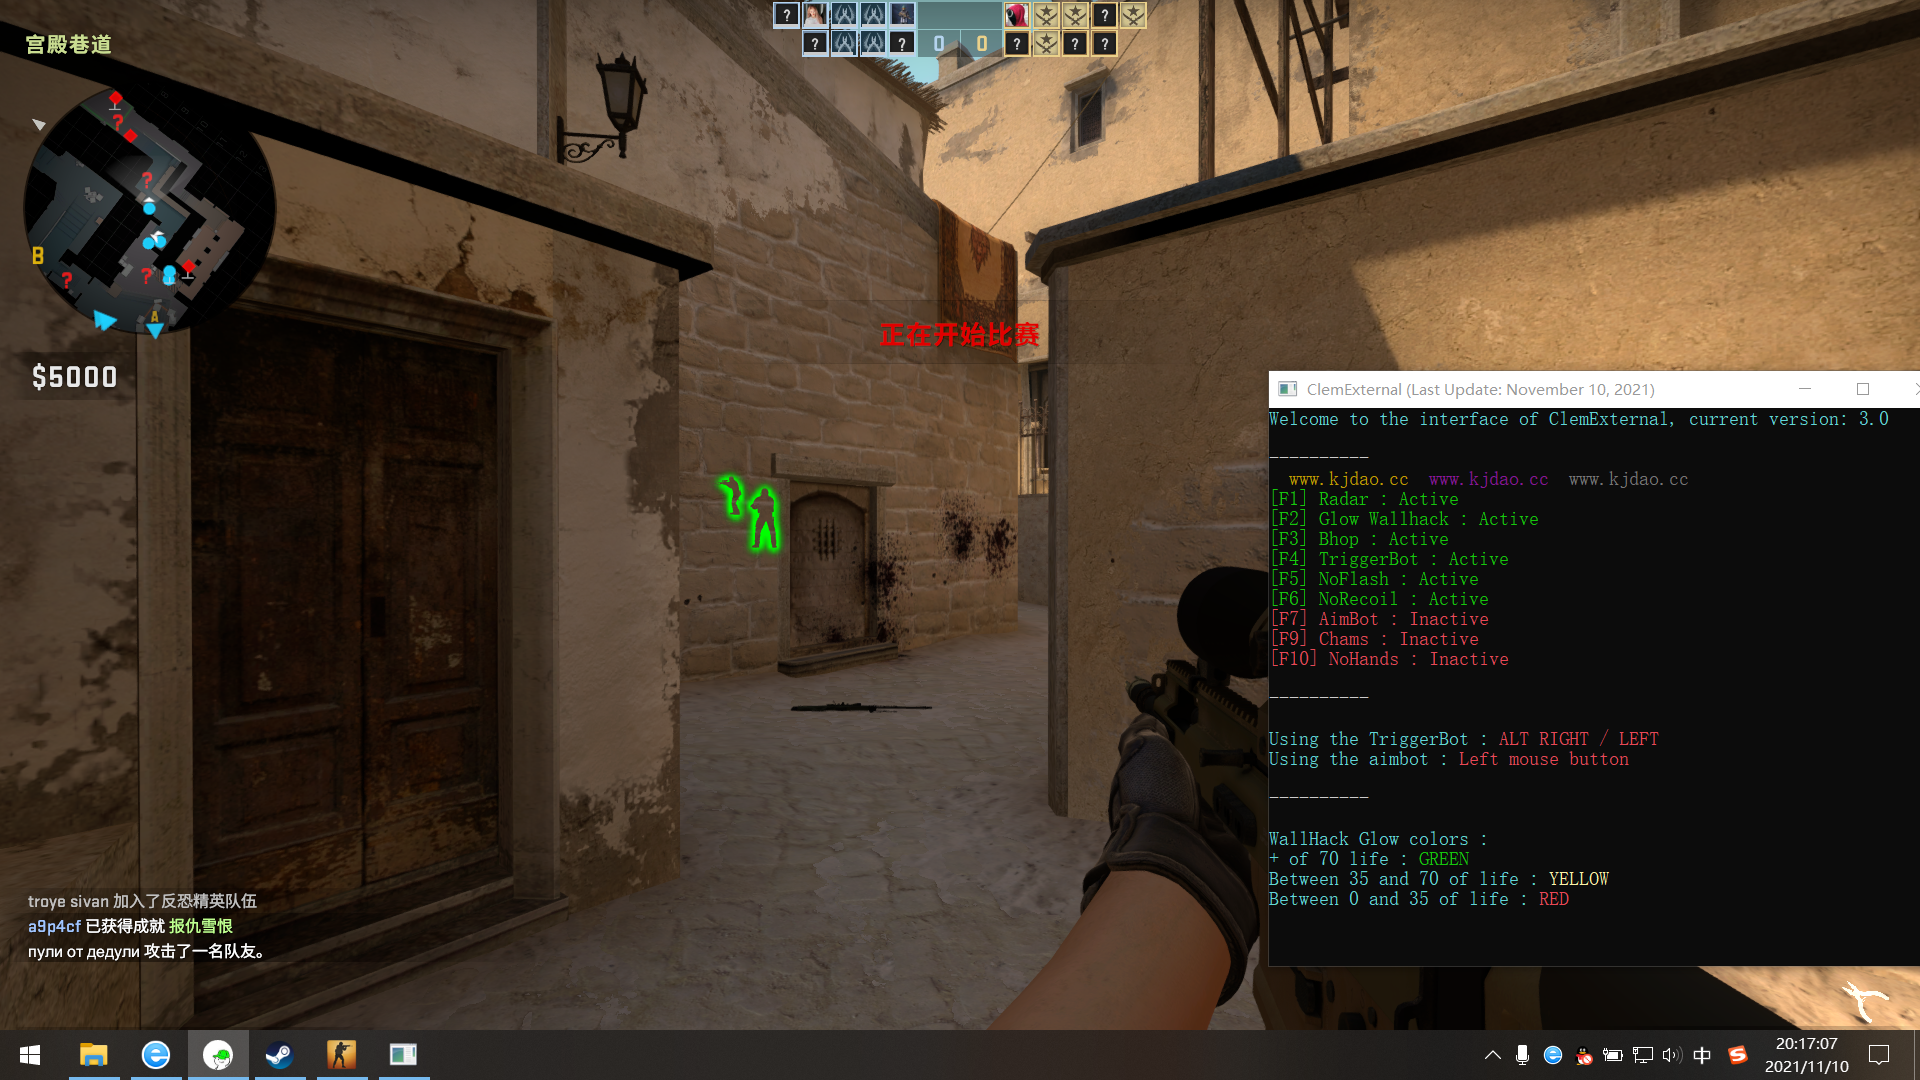 宫殿巷道
? ?
? ? 0 0 ? ? ?
?
?
B
? ?
A
$5000
正在开始比赛
ClemExternal (Last Update: November 10, 2021)
Welcome to the interface of ClemExternal, current version: 3.0
----------
www.kjdao.cc www.kjdao.cc www.kjdao.cc
[F1] Radar : Active
[F2] Glow Wallhack : Active
[F3] Bhop : Active
[F4] TriggerBot : Active
[F5] NoFlash : Active
[F6] NoRecoil : Active
[F7] AimBot : Inactive
[F9] Chams : Inactive
[F10] NoHands : Inactive
----------
Using the TriggerBot : ALT RIGHT / LEFT
Using the aimbot : Left mouse button
----------
WallHack Glow colors :
+ of 70 life : GREEN
Between 35 and 70 of life : YELLOW
Between 0 and 35 of life : RED
troye sivan 加入了反恐精英队伍
a9p4cf 已获得成就 报仇雪恨
пули от дедули 攻击了一名队友。
中
S
20:17:07
2021/11/10